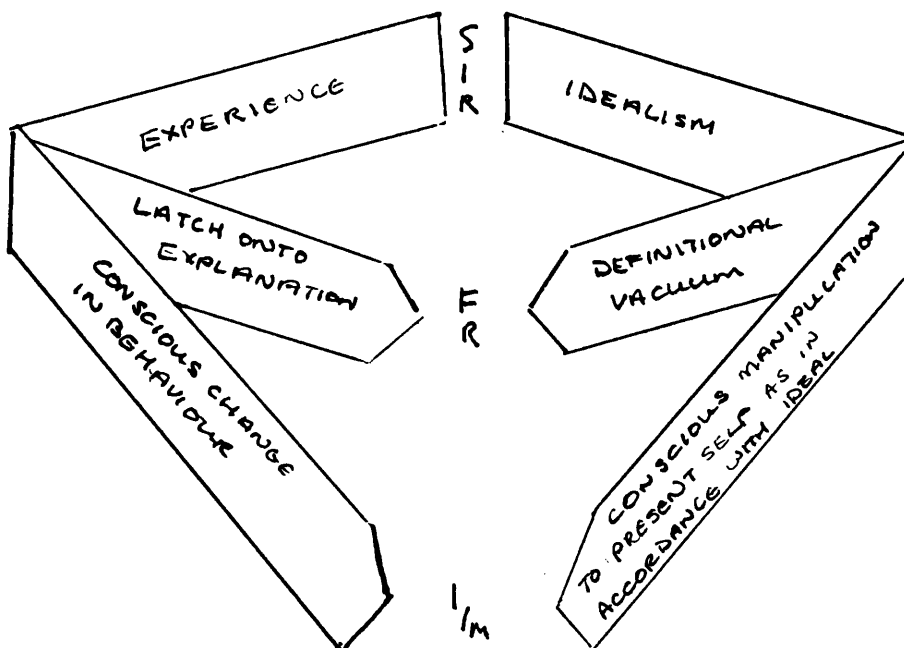 S
I
R
EXPERIENCE
IDEALISM
LATCH ONTO
EXPLANATION
F
R
DEFINITIONAL
VACUUM
CONSCIOUS CHANGE
IN BEHAVIOUR
CONSCIOUS MANIPULATION
TO PRESENT SELF AS IN
ACCORDANCE WITH IDEAL
I/M